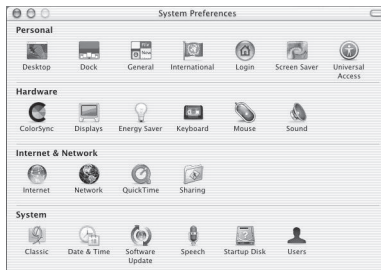 System Preferences
Personal
Desktop Dock General International Login Screen Saver Universal Access
Hardware
ColorSync Displays Energy Saver Keyboard Mouse Sound
Internet & Network
Internet Network QuickTime Sharing
System
Classic Date & Time Software Update Speech Startup Disk Users